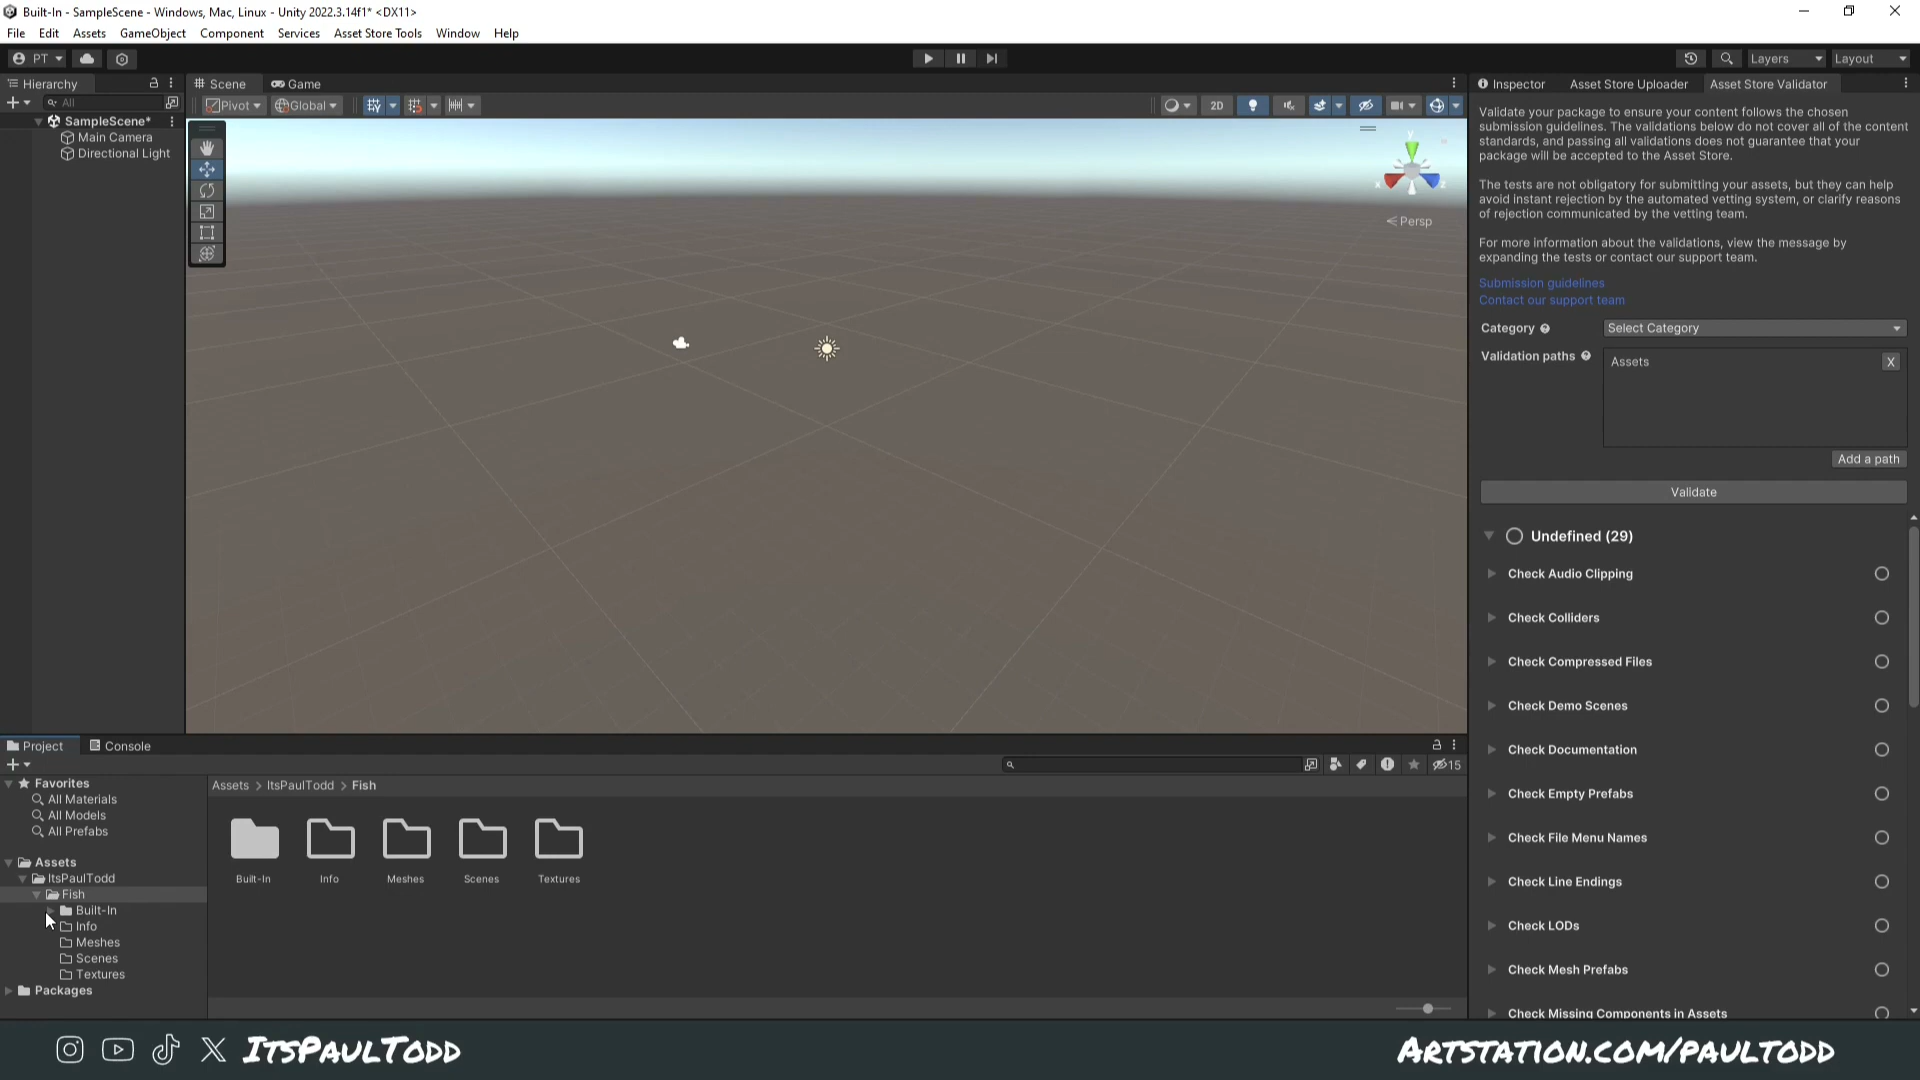 Built-In - SampleScene - Windows, Mac, Linux - Unity 2022.3.14f1* <DX11>
File Edit Assets GameObject Component Services Asset Store Tools Window Help
PT
Layers
Layout
Hierarchy
All
SampleScene*
Main Camera
Directional Light
Scene
Game
Pivot
Global
2D
y
x
z
Persp
Inspector
Asset Store Uploader
Asset Store Validator
Validate your package to ensure your content follows the chosen
submission guidelines. The validations below do not cover all of the content
standards, and passing all validations does not guarantee that your
package will be accepted to the Asset Store.
The tests are not obligatory for submitting your assets, but they can help
avoid instant rejection by the automated vetting system, or clarify reasons
of rejection communicated by the vetting team.
For more information about the validations, view the message by
expanding the tests or contact our support team.
Submission guidelines
Contact our support team
Category
Select Category
Validation paths
Assets
X
Add a path
Validate
Undefined (29)
Check Audio Clipping
Check Colliders
Check Compressed Files
Check Demo Scenes
Check Documentation
Check Empty Prefabs
Check File Menu Names
Check Line Endings
Check LODs
Check Mesh Prefabs
Check Missing Components in Assets
Project
Console
15
Favorites
All Materials
All Models
All Prefabs
Assets
ItsPaulTodd
Fish
Built-In
Info
Meshes
Scenes
Textures
Packages
Assets > ItsPaulTodd > Fish
Built-In
Info
Meshes
Scenes
Textures
ItsPaulTodd
Artstation.com/paultodd